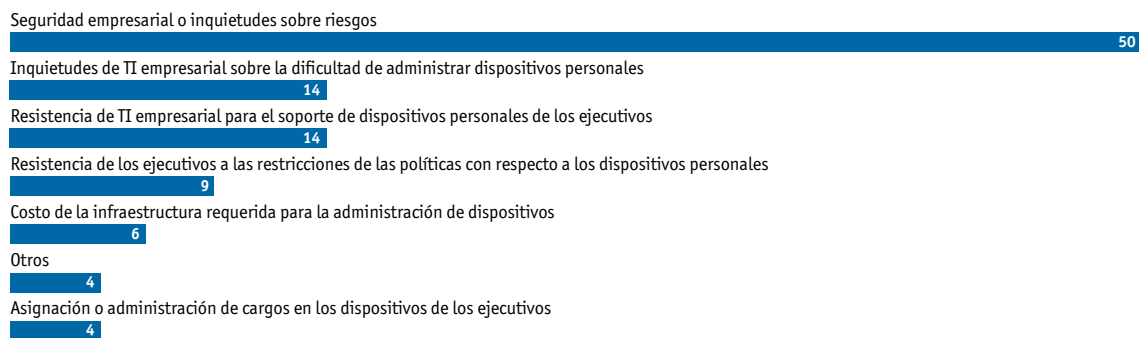 Seguridad empresarial o inquietudes sobre riesgos
50
Inquietudes de TI empresarial sobre la dificultad de administrar dispositivos personales
14
Resistencia de TI empresarial para el soporte de dispositivos personales de los ejecutivos
14
Resistencia de los ejecutivos a las restricciones de las políticas con respecto a los dispositivos personales
9
Costo de la infraestructura requerida para la administración de dispositivos
6
Otros
4
Asignación o administración de cargos en los dispositivos de los ejecutivos
4